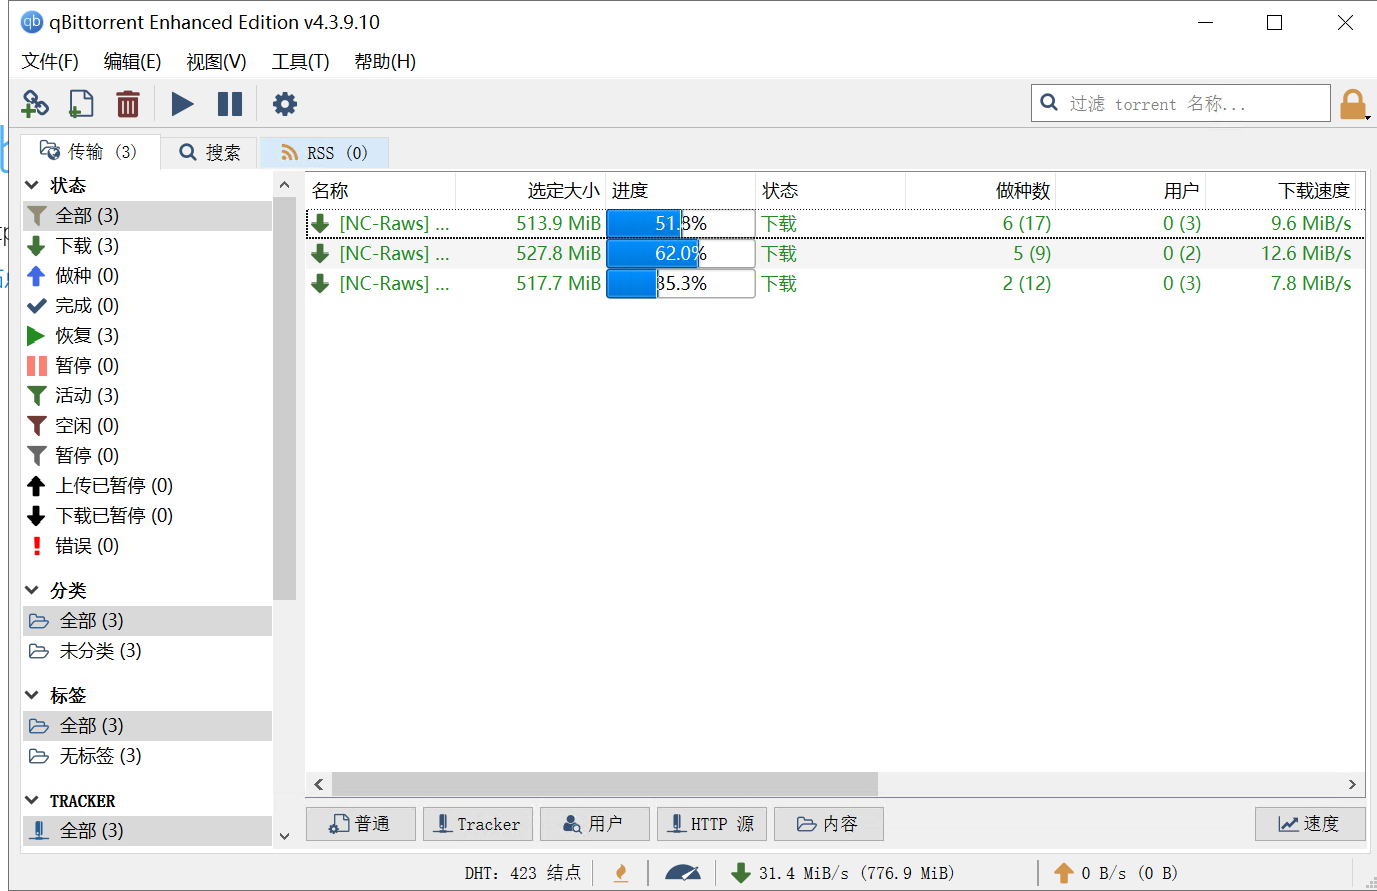 qBittorrent Enhanced Edition v4.3.9.10
文件(F) 编辑(E) 视图(V) 工具(T) 帮助(H)
过滤 torrent 名称...
传输 (3) 搜索 RSS (0)
状态
全部 (3)
下载 (3)
做种 (0)
完成 (0)
恢复 (3)
暂停 (0)
活动 (3)
空闲 (0)
暂停 (0)
上传已暂停 (0)
下载已暂停 (0)
错误 (0)
分类
全部 (3)
未分类 (3)
标签
全部 (3)
无标签 (3)
TRACKER
全部 (3)
名称 选定大小 进度 状态 做种数 用户 下载速度
[NC-Raws] ... 513.9 MiB 51.3% 下载 6 (17) 0 (3) 9.6 MiB/s
[NC-Raws] ... 527.8 MiB 62.0% 下载 5 (9) 0 (2) 12.6 MiB/s
[NC-Raws] ... 517.7 MiB 35.3% 下载 2 (12) 0 (3) 7.8 MiB/s
普通 Tracker 用户 HTTP 源 内容 速度
DHT: 423 结点 31.4 MiB/s (776.9 MiB) 0 B/s (0 B)